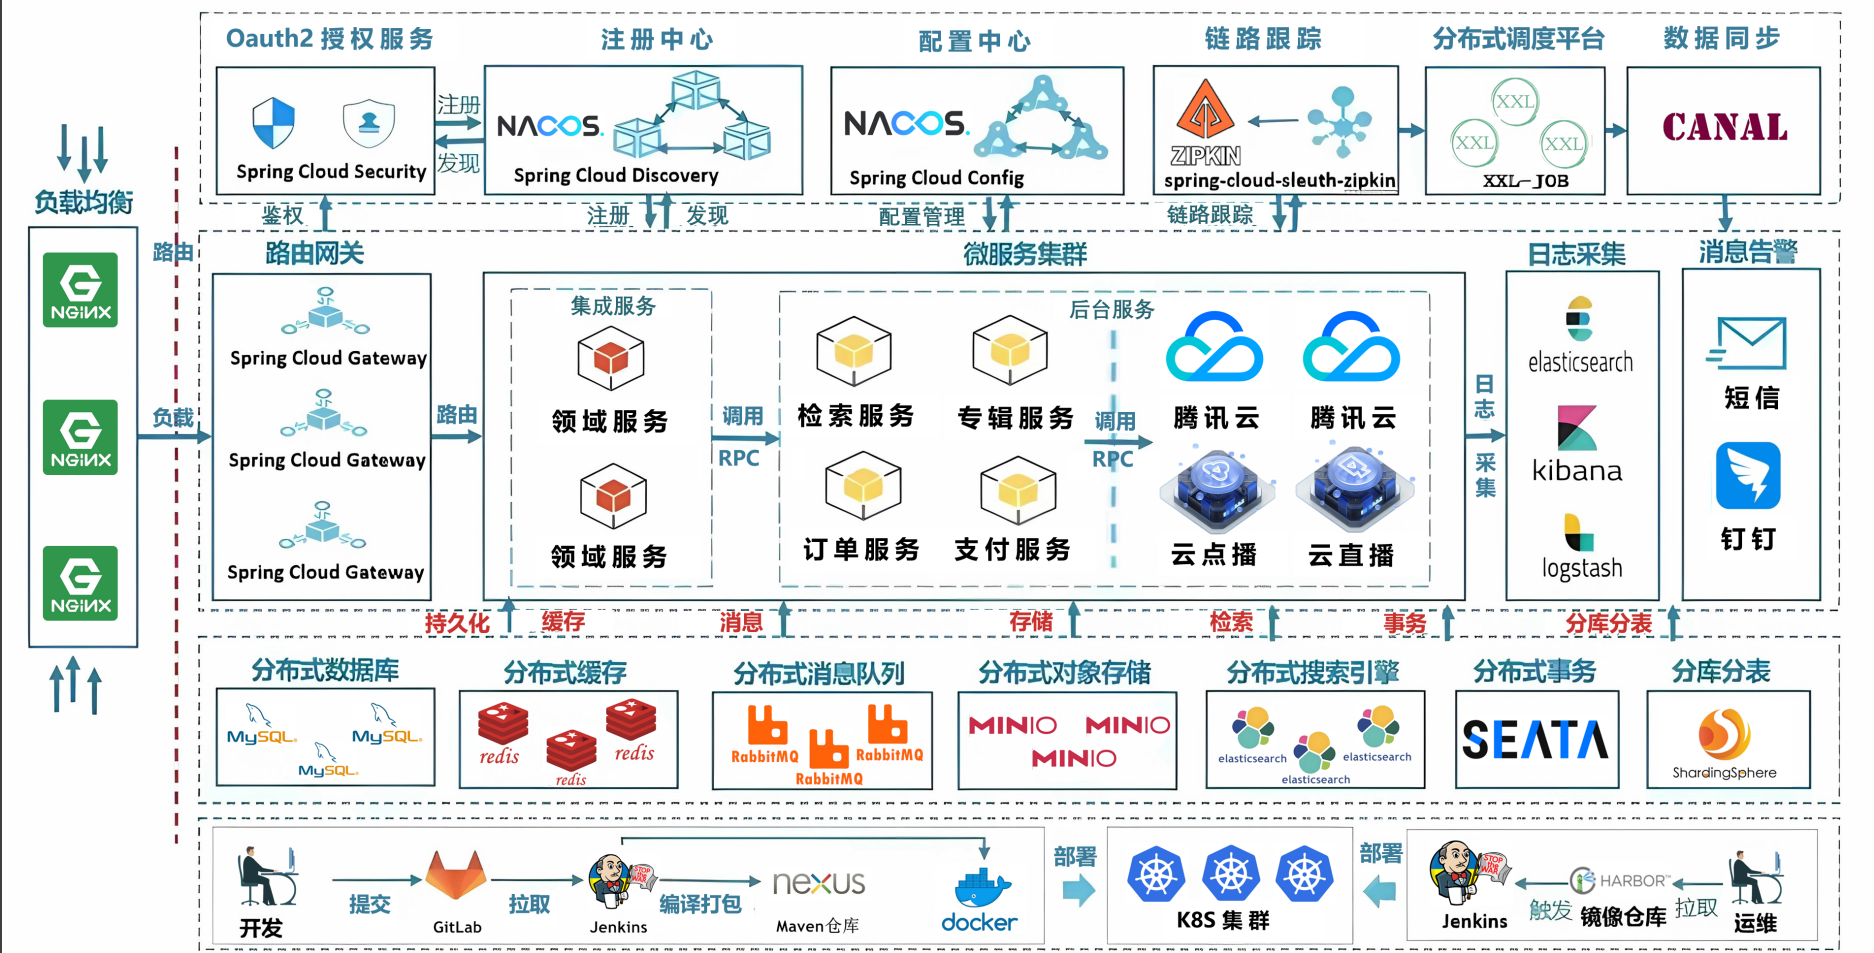 Oauth2 授权服务
注册中心
配置中心
链路跟踪
分布式调度平台
数据同步
Spring Cloud Security
注册
发现
NACOS.
Spring Cloud Discovery
NACOS.
Spring Cloud Config
ZIPKIN
spring-cloud-sleuth-zipkin
XXL
XXL
XXL
XXL-JOB
CANAL
负载均衡
NGINX
NGINX
NGINX
鉴权
注册
发现
配置管理
链路跟踪
路由
负载
路由网关
Spring Cloud Gateway
Spring Cloud Gateway
Spring Cloud Gateway
路由
微服务集群
集成服务
领域服务
领域服务
调用
RPC
后台服务
检索服务
专辑服务
订单服务
支付服务
调用
RPC
腾讯云
腾讯云
云点播
云直播
日志采集
日志采集
elasticsearch
kibana
logstash
消息告警
短信
钉钉
持久化
缓存
消息
存储
检索
事务
分库分表
分布式数据库
MySQL
MySQL
MySQL
分布式缓存
redis
redis
redis
分布式消息队列
RabbitMQ
RabbitMQ
RabbitMQ
分布式对象存储
MINIO
MINIO
MINIO
分布式搜索引擎
elasticsearch
elasticsearch
elasticsearch
分布式事务
SEATA
分库分表
ShardingSphere
开发
提交
GitLab
拉取
Jenkins
STOP THE WAR
编译打包
nexus
Maven仓库
docker
部署
K8S 集群
部署
Jenkins
STOP THE WAR
触发
HARBOR™
镜像仓库
拉取
运维